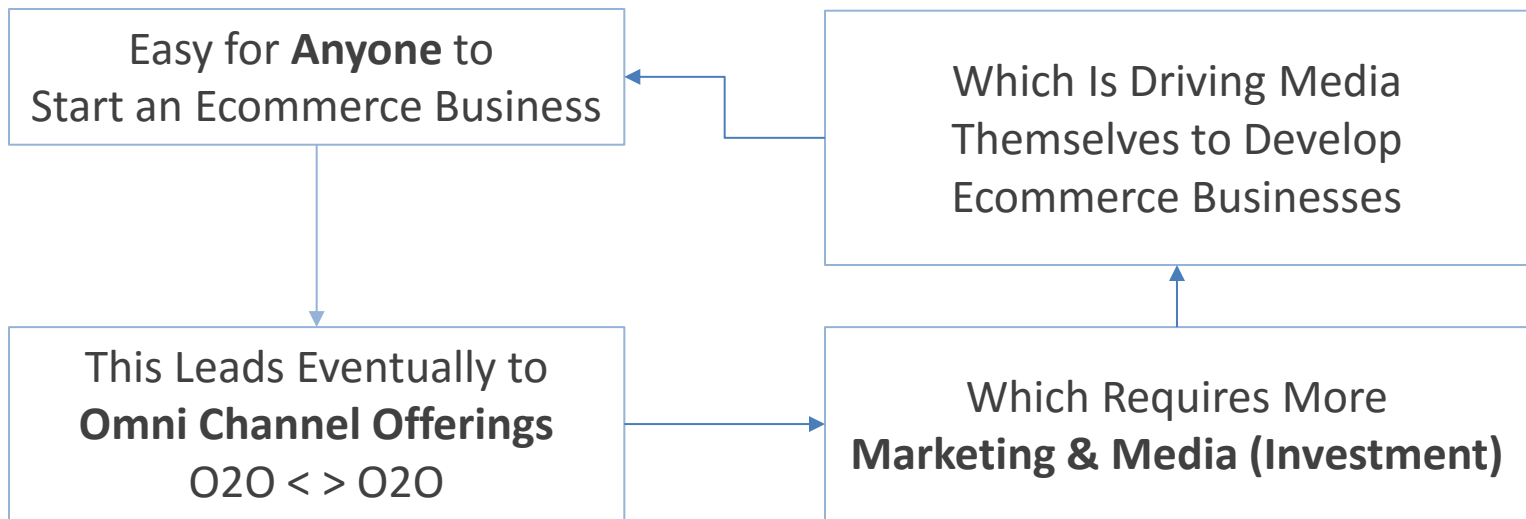 Easy for Anyone to
Start an Ecommerce Business
This Leads Eventually to
Omni Channel Offerings
O2O < > O2O
Which Requires More
Marketing & Media (Investment)
Which Is Driving Media
Themselves to Develop
Ecommerce Businesses